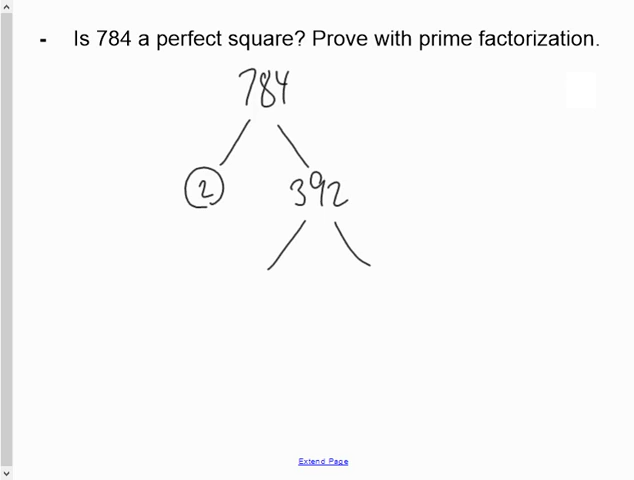 - Is 784 a perfect square? Prove with prime factorization.
784
2 392
Extend Page